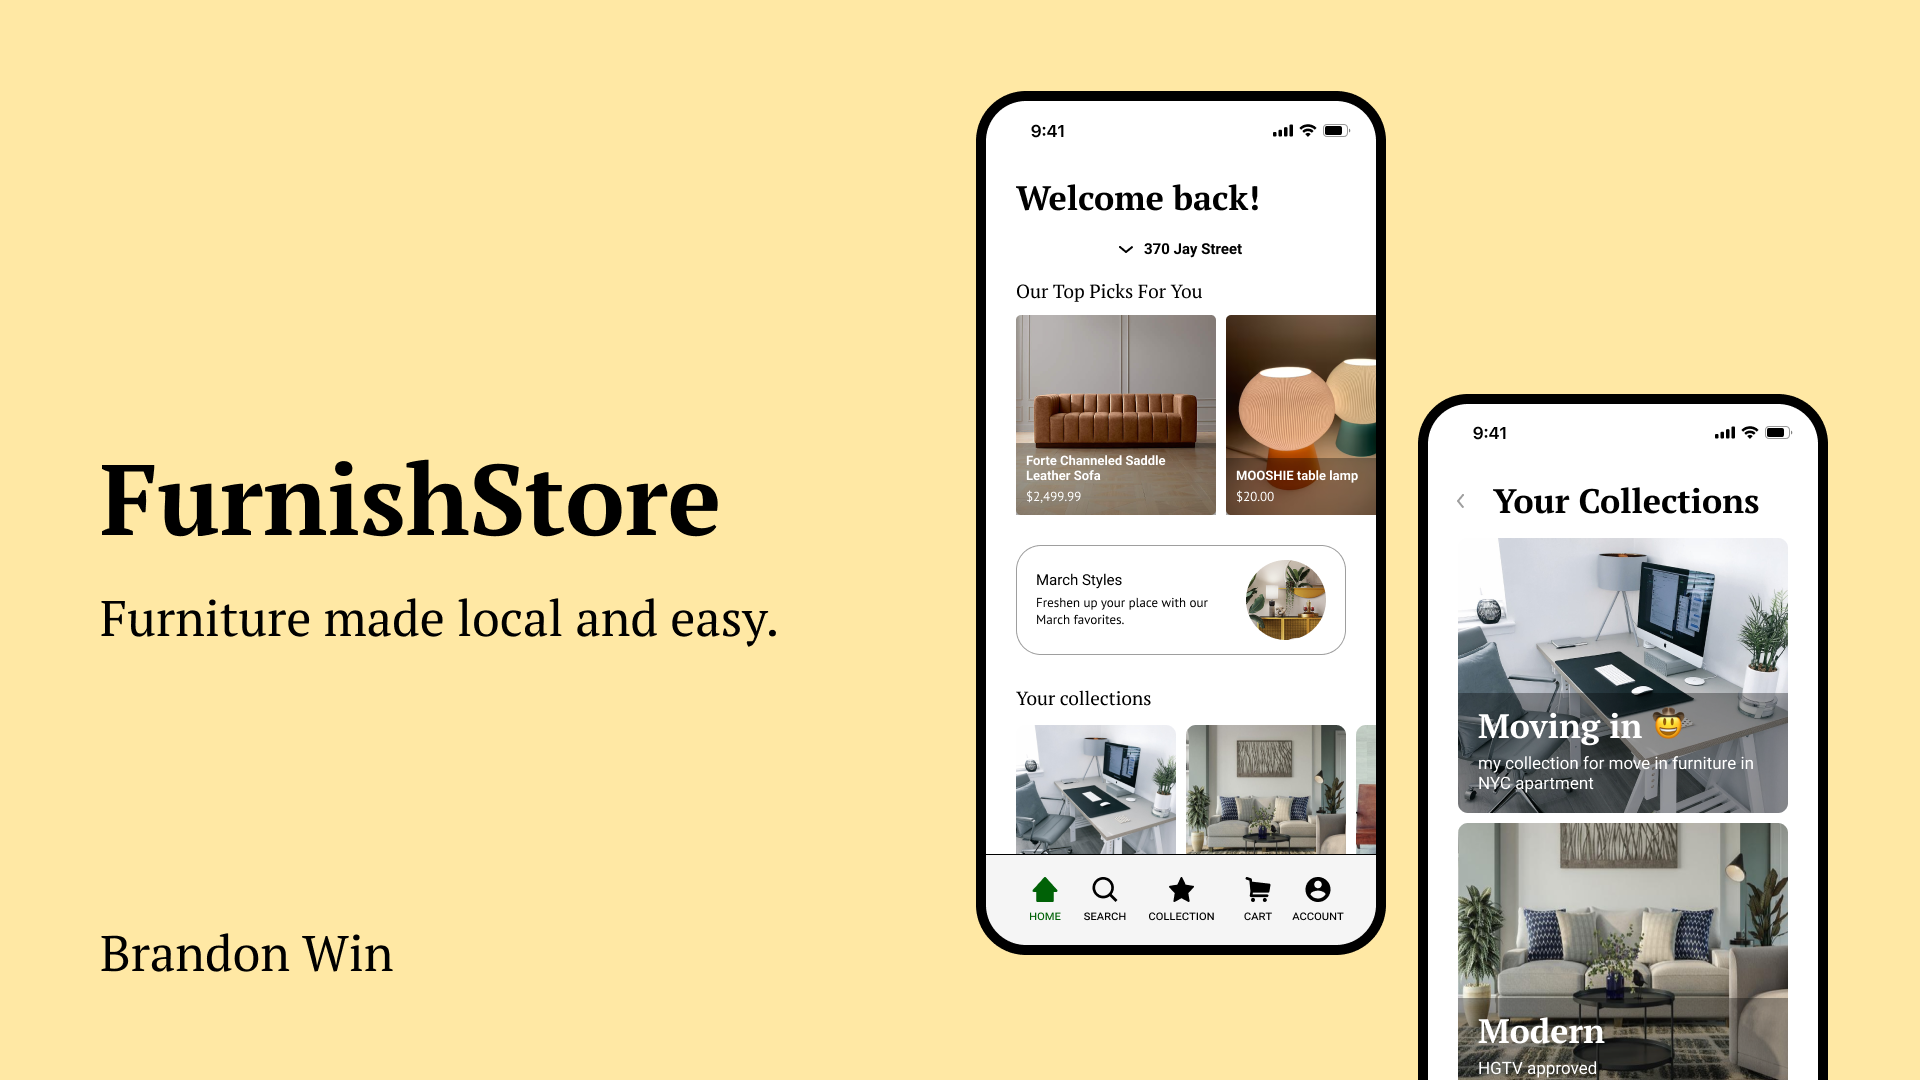 FurnishStore
Furniture made local and easy.
Brandon Win
9:41
Welcome back!
370 Jay Street
Our Top Picks For You
Forte Channeled Saddle
Leather Sofa
$2,499.99
MOOSHIE table lamp
$20.00
March Styles
Freshen up your place with our
March favorites.
Your collections
HOME SEARCH COLLECTION CART ACCOUNT
9:41
Your Collections
Moving in 🤠
my collection for move in furniture in
NYC apartment
Modern
HGTV approved